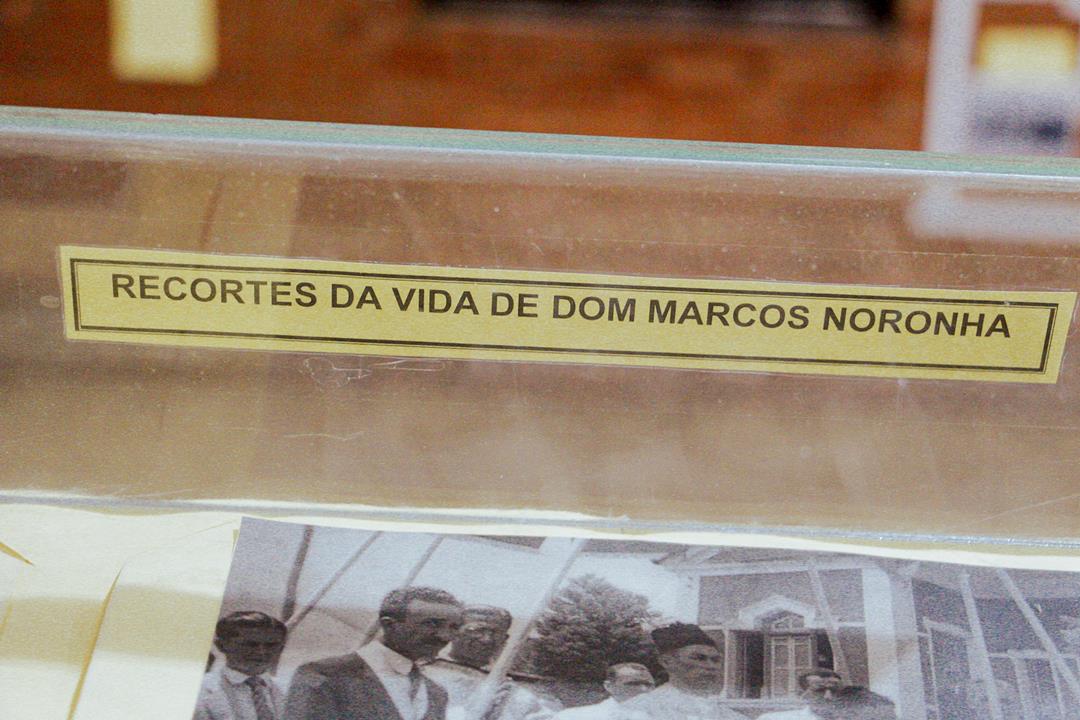 RECORTES DA VIDA DE DOM MARCOS NORONHA